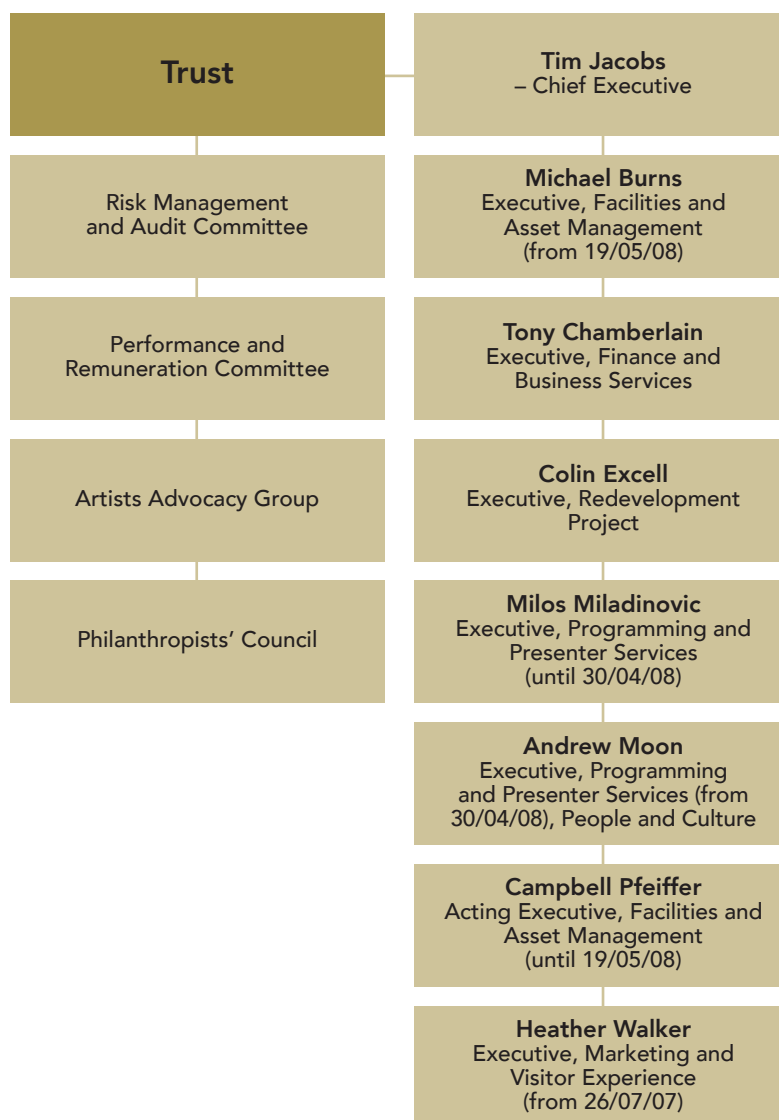 Trust
Risk Management
and Audit Committee
Performance and
Remuneration Committee
Artists Advocacy Group
Philanthropists’ Council
Tim Jacobs
– Chief Executive
Michael Burns
Executive, Facilities and
Asset Management
(from 19/05/08)
Tony Chamberlain
Executive, Finance and
Business Services
Colin Excell
Executive, Redevelopment
Project
Milos Miladinovic
Executive, Programming and
Presenter Services
(until 30/04/08)
Andrew Moon
Executive, Programming
and Presenter Services (from
30/04/08), People and Culture
Campbell Pfeiffer
Acting Executive, Facilities and
Asset Management
(until 19/05/08)
Heather Walker
Executive, Marketing and
Visitor Experience
(from 26/07/07)